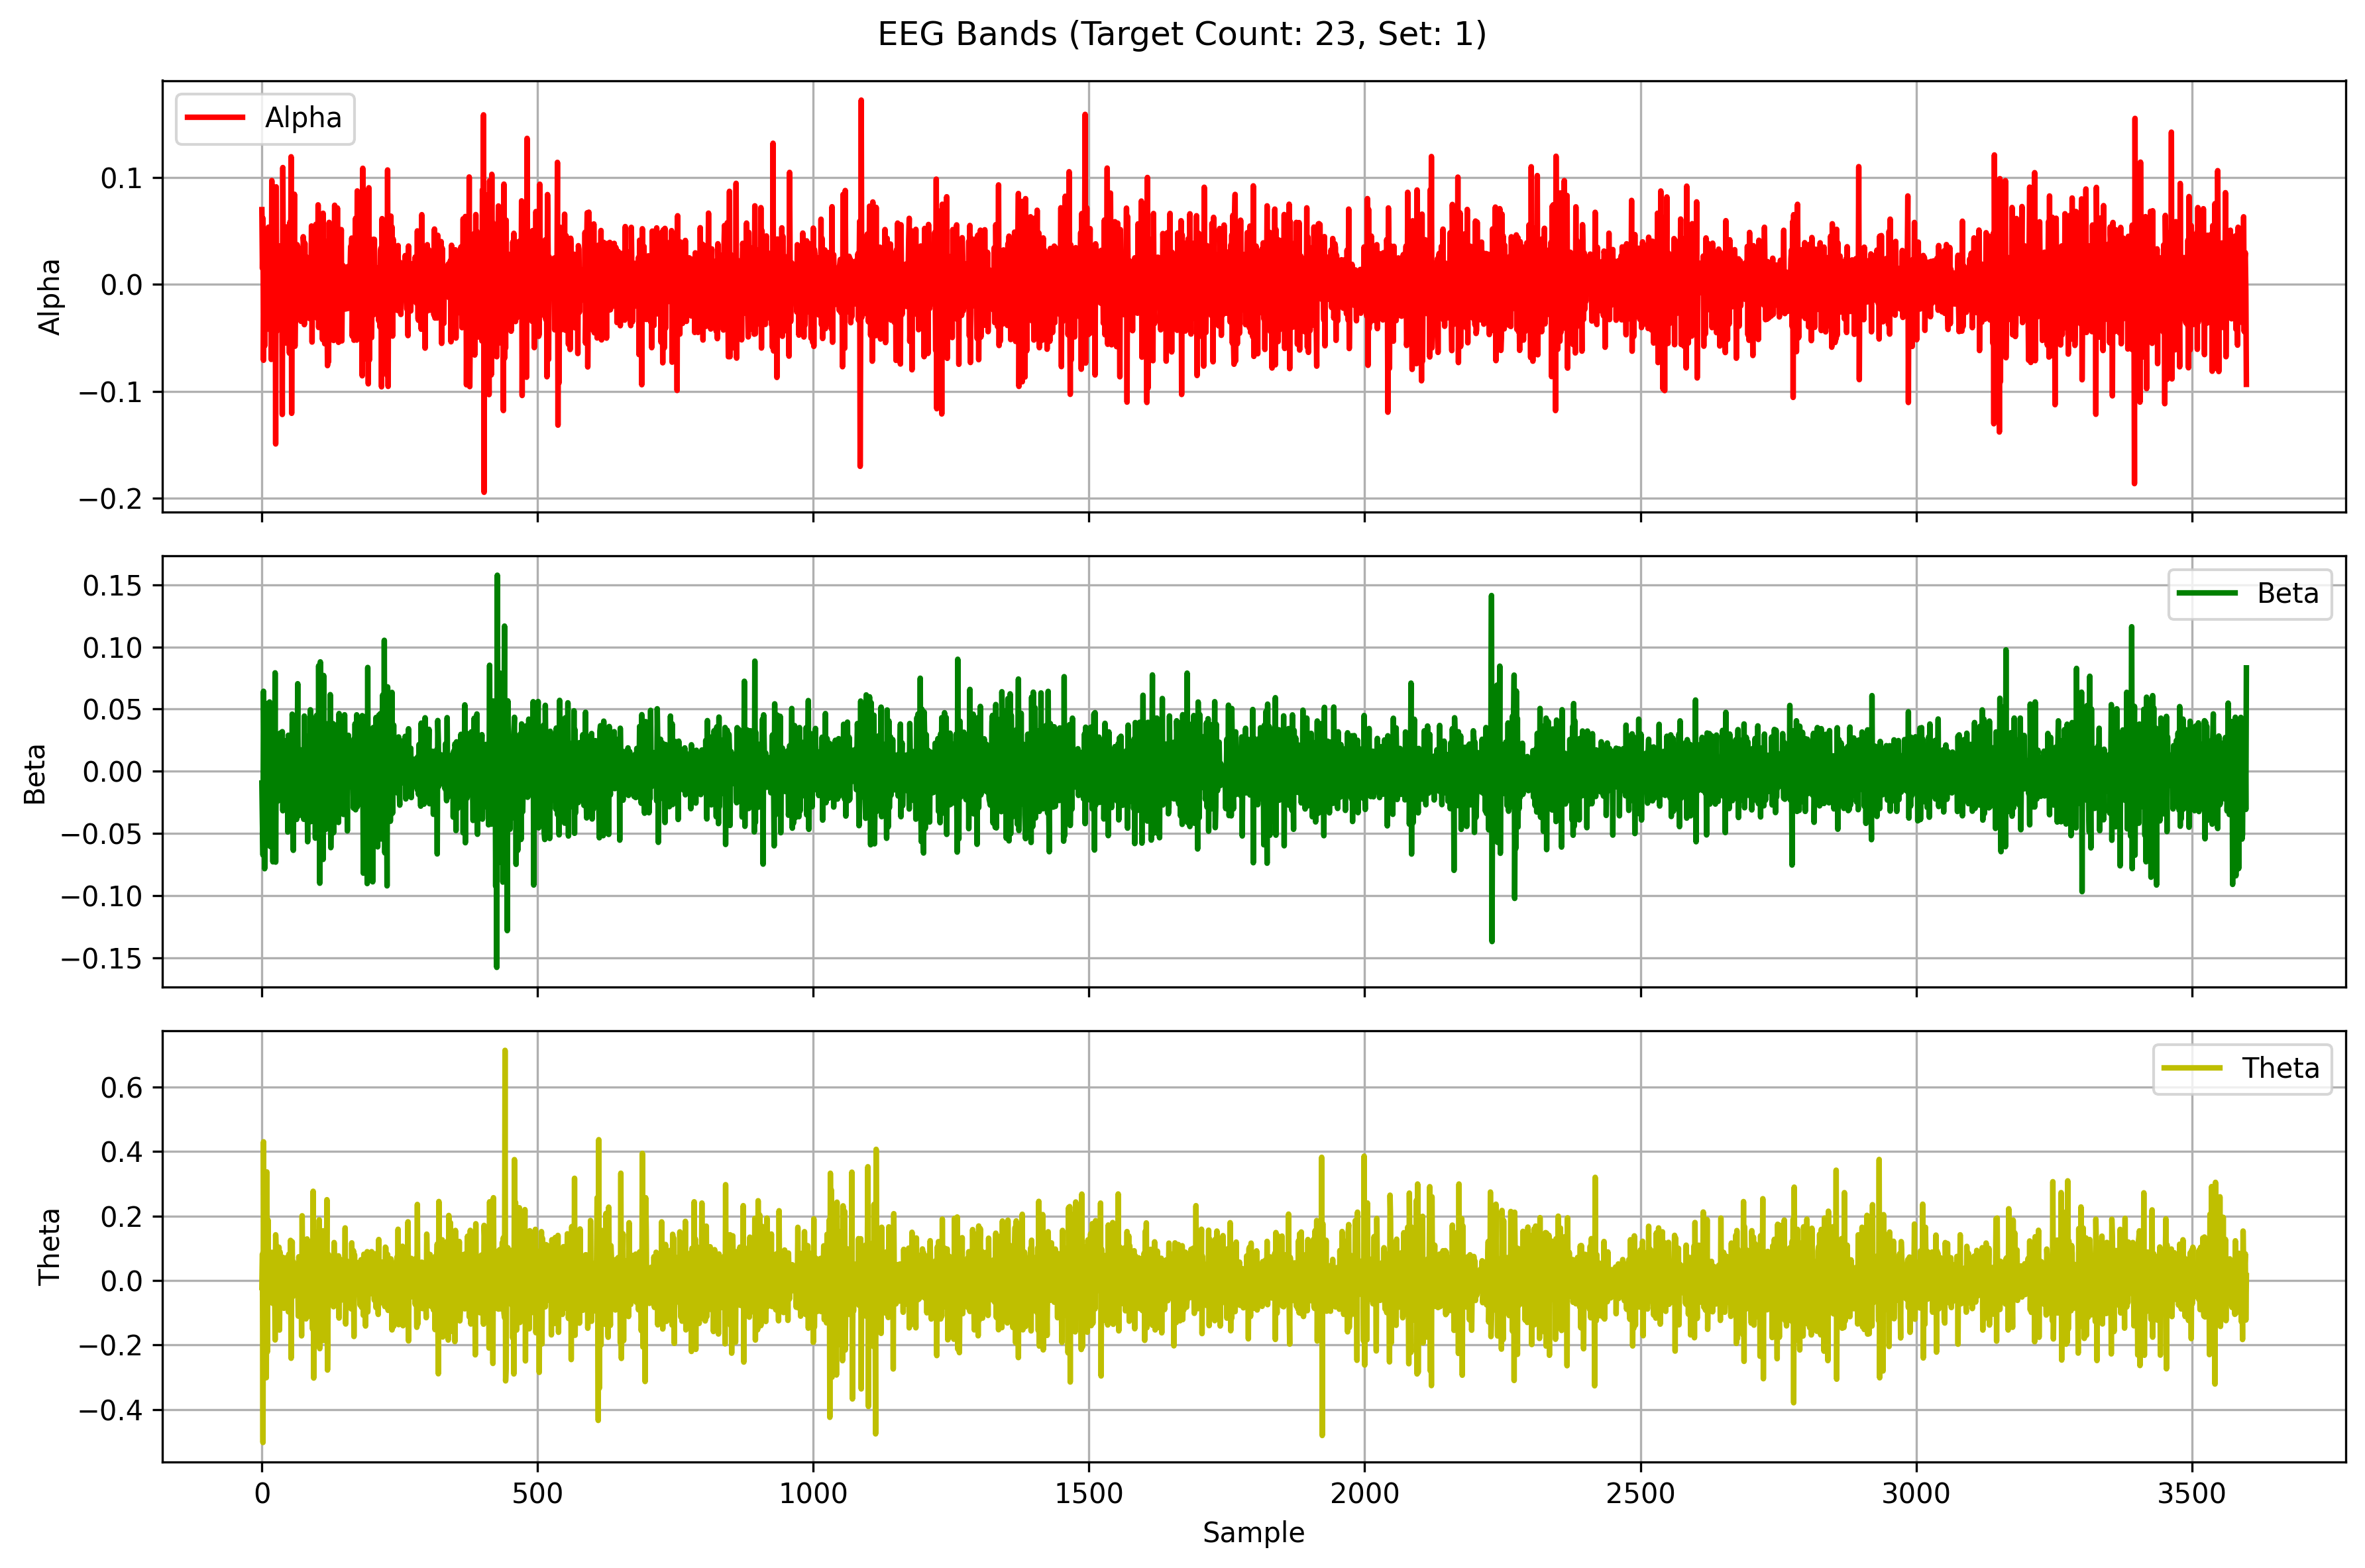 EEG Bands (Target Count: 23, Set: 1)
Alpha
0.1
0.0
−0.1
−0.2
Alpha
Beta
0.15
0.10
0.05
0.00
−0.05
−0.10
−0.15
Beta
Theta
0.6
0.4
0.2
0.0
−0.2
−0.4
Theta
0 500 1000 1500 2000 2500 3000 3500
Sample